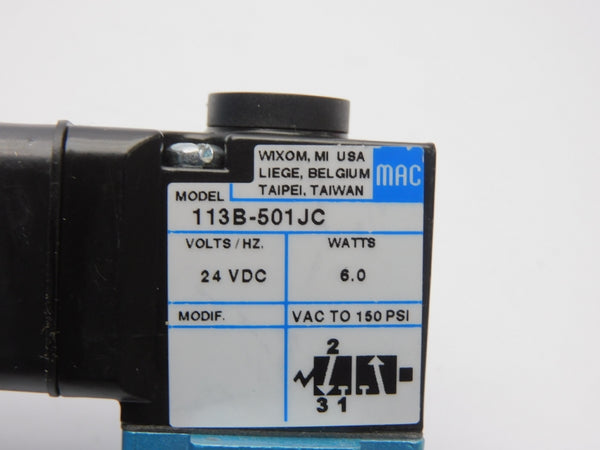 WIXOM, MI USA
LIEGE, BELGIUM
TAIPEI, TAIWAN
MAC
MODEL
113B-501JC
VOLTS / HZ.
WATTS
24 VDC
6.0
MODIF.
VAC TO 150 PSI
2
3 1